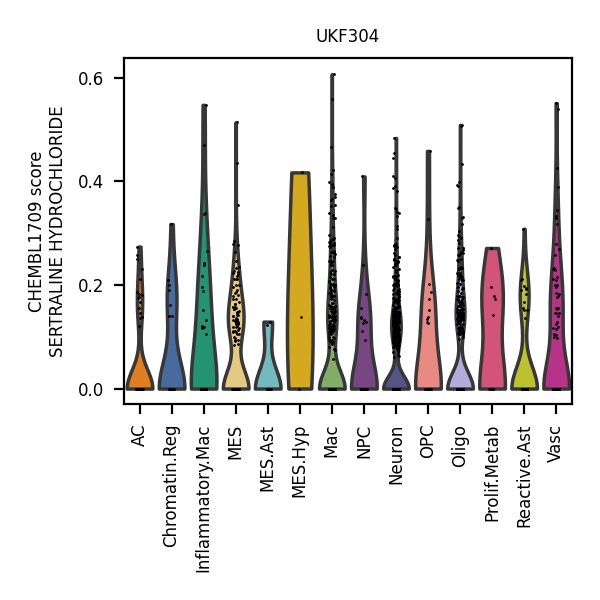 UKF304
CHEMBL1709 score
SERTRALINE HYDROCHLORIDE
0.6
0.4
0.2
0.0
AC
Chromatin.Reg
Inflammatory.Mac
MES
MES.Ast
MES.Hyp
Mac
NPC
Neuron
OPC
Oligo
Prolif.Metab
Reactive.Ast
Vasc